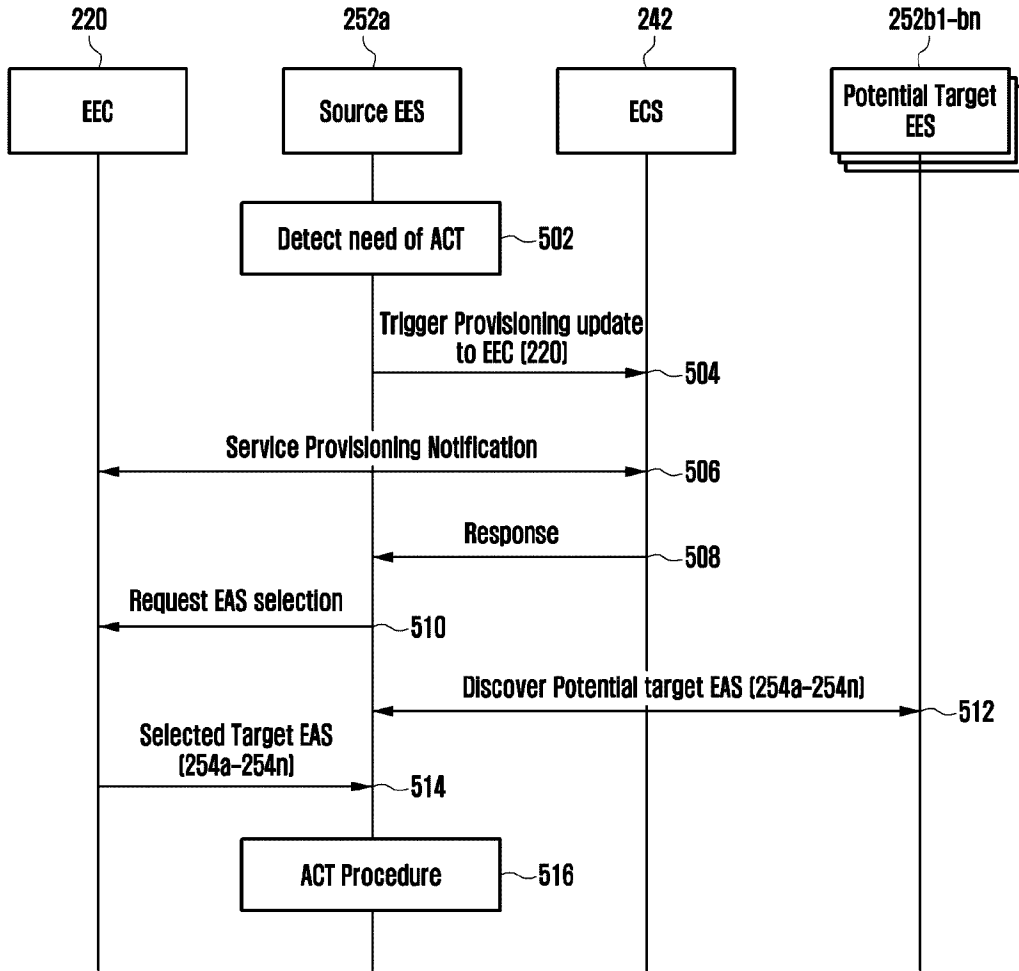 220
252a
242
252b1-bn
EEC
Source EES
ECS
Potential Target
EES
Detect need of ACT
502
Trigger Provisioning update
to EEC (220)
504
Service Provisioning Notification
506
Response
508
Request EAS selection
510
Discover Potential target EAS (254a-254n)
512
Selected Target EAS
(254a-254n)
514
ACT Procedure
516